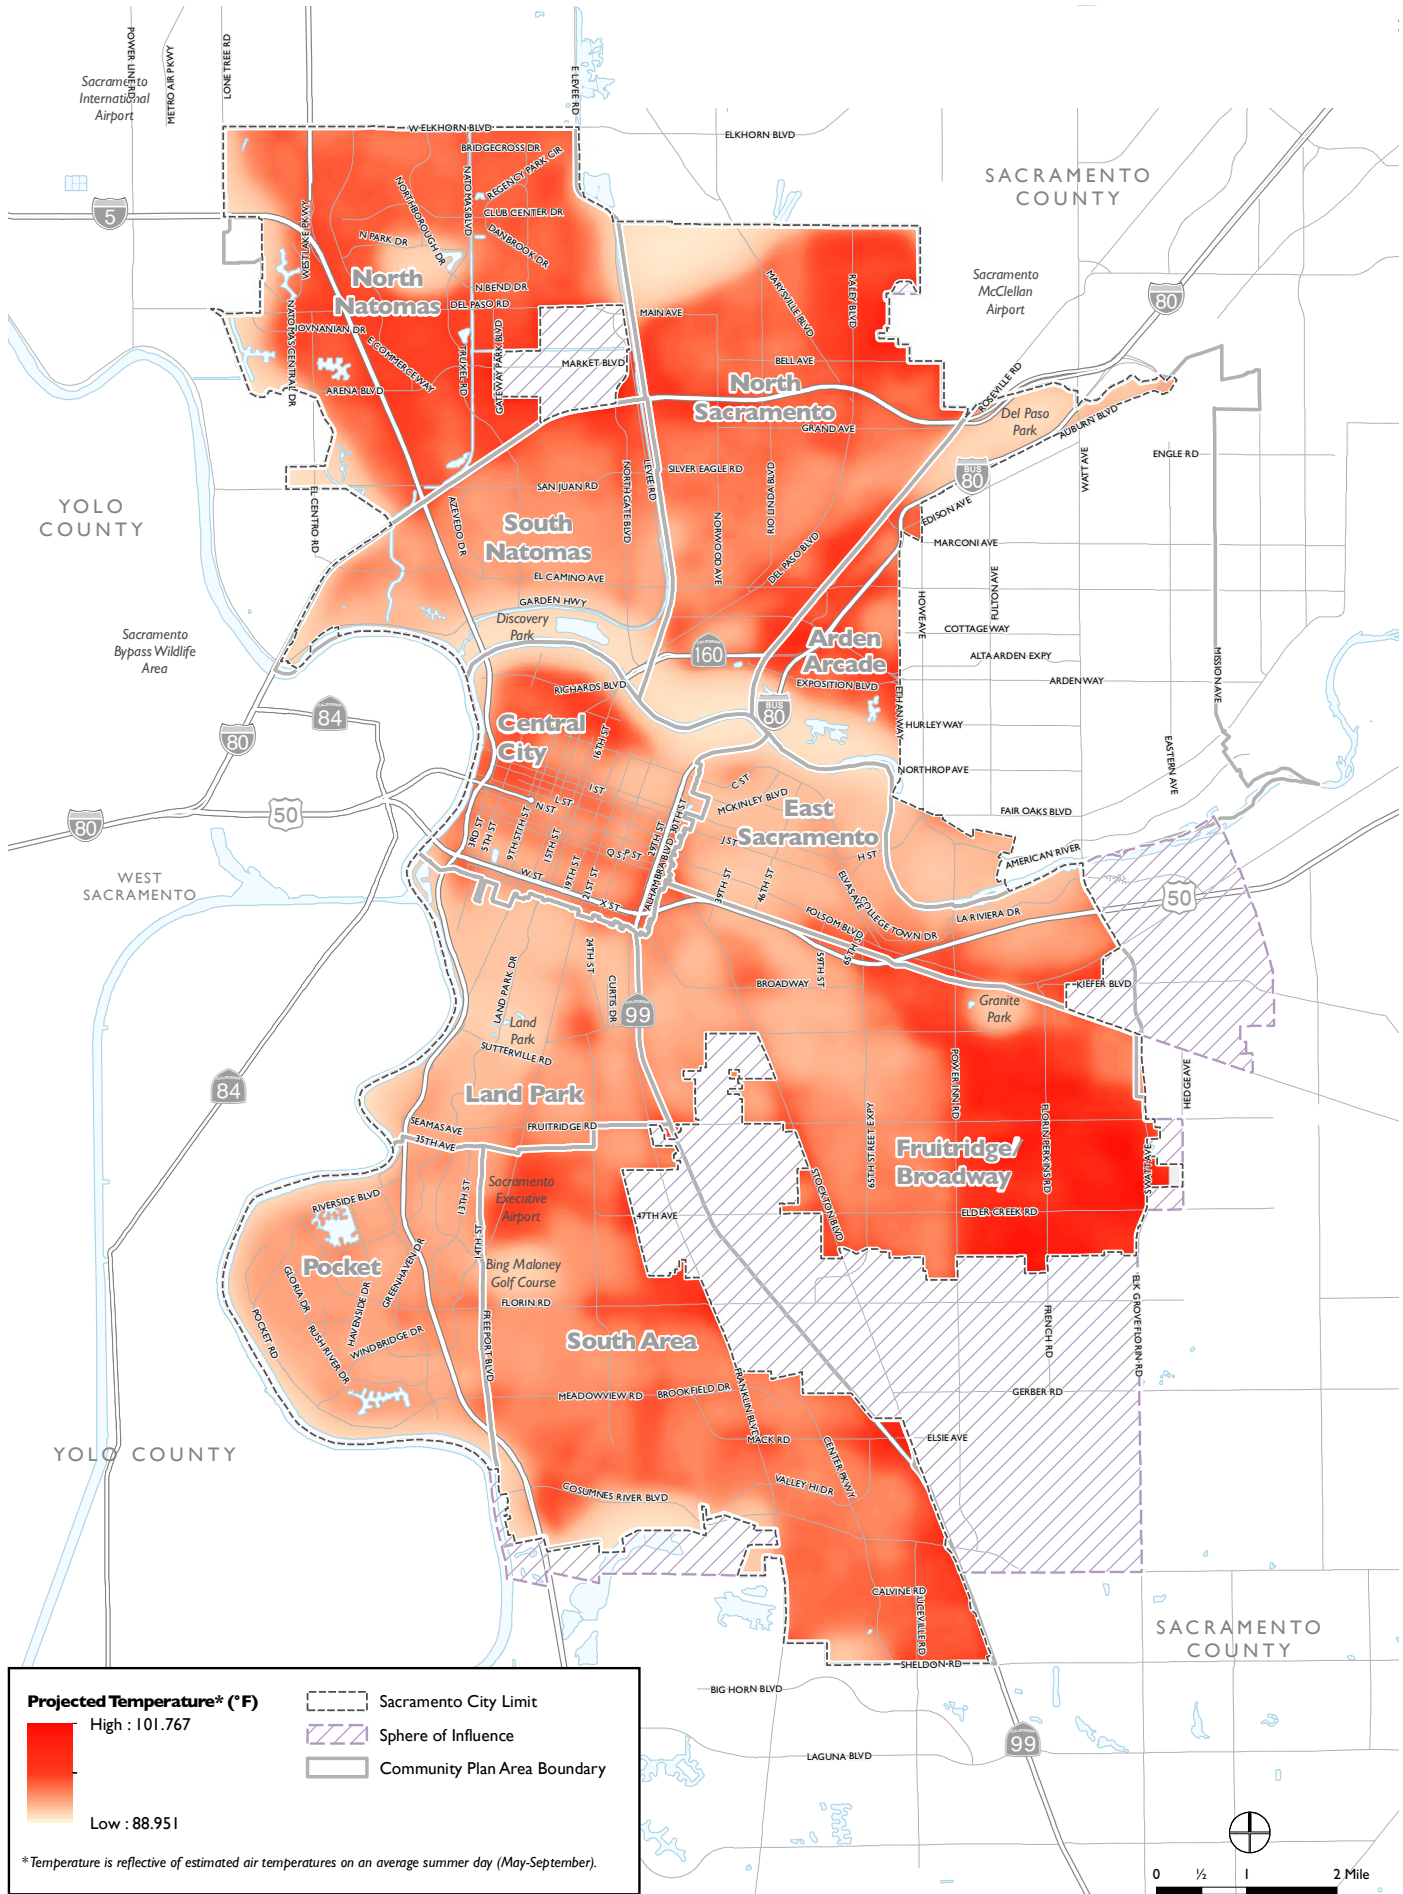 POWER LINE RD
METRO AIR PKWY
LONE TREE RD
E LEVEE RD
Sacramento
International
Airport
W ELKHORN BLVD
ELKHORN BLVD
BRIDGECROSS DR
REGENCY PARK CIR
SACRAMENTO
COUNTY
5
WESTLAKE PKWY
NORTHBOROUGH DR
NATOMAS BLVD
CLUB CENTER DR
DANBROOK DR
N PARK DR
North
Natomas
N BEND DR
DEL PASO RD
MARYSVILLE BLVD
RALEY BLVD
Sacramento
McClellan
Airport
80
NATOMAS CENTRAL DR
JOVNANIAN DR
E COMMERCE WAY
TRUXEL RD
GATEWAY PARK BLVD
MAIN AVE
MARKET BLVD
BELL AVE
ARENA BLVD
North
Sacramento
GRAND AVE
ROSEVILLE RD
Del Paso
Park
AUBURN BLVD
WATT AVE
ENGLE RD
BUS
80
YOLO
COUNTY
EL CENTRO RD
AZEVEDO DR
SAN JUAN RD
NORTHGATE BLVD
LEVEE RD
SILVER EAGLE RD
NORWOOD AVE
RIO LINDA BLVD
EDISON AVE
South
Natomas
MARCONI AVE
DEL PASO BLVD
EL CAMINO AVE
GARDEN HWY
Discovery
Park
HOWE AVE
FULTON AVE
COTTAGE WAY
Sacramento
Bypass Wildlife
Area
CALIFORNIA
160
Arden
Arcade
ALTA ARDEN EXPY
ARDEN WAY
MISSION AVE
RICHARDS BLVD
EXPOSITION BLVD
ETHAN WAY
CALIFORNIA
84
80
Central
City
16TH ST
BUS
80
HURLEY WAY
NORTHROP AVE
EASTERN AVE
80
50
I ST
L ST
N ST
C ST
MCKINLEY BLVD
East
Sacramento
FAIR OAKS BLVD
3RD ST
5TH ST
9TH ST
7TH ST
15TH ST
19TH ST
21ST ST
Q ST
P ST
29TH ST
30TH ST
ALHAMBRA BLVD
J ST
H ST
AMERICAN RIVER
WEST
SACRAMENTO
W ST
X ST
39TH ST
46TH ST
ELVAS AVE
COLLEGE TOWN DR
FOLSOM BLVD
LA RIVIERA DR
50
24TH ST
59TH ST
65TH ST
LAND PARK DR
CURTIS DR
BROADWAY
KIEFER BLVD
CALIFORNIA
99
Land
Park
Granite
Park
SUTTERVILLE RD
CALIFORNIA
84
Land Park
POWER INN RD
HEDGE AVE
SEAMAS AVE
35TH AVE
FRUITRIDGE RD
65TH STREET EXPY
FLORIN PERKINS RD
Fruitridge/
Broadway
S WATT AVE
RIVERSIDE BLVD
13TH ST
Sacramento
Executive
Airport
STOCKTON BLVD
47TH AVE
ELDER CREEK RD
14TH ST
Pocket
GREENHAVEN DR
Bing Maloney
Golf Course
GLORIA DR
HAVENSIDE DR
FLORIN RD
POCKET RD
RUSH RIVER DR
WINDBRIDGE DR
FREEPORT BLVD
South Area
FRENCH RD
ELK GROVE FLORIN RD
MEADOWVIEW RD
BROOKFIELD DR
FRANKLIN BLVD
GERBER RD
YOLO COUNTY
MACK RD
CENTER PKWY
ELSIE AVE
VALLEY HI DR
COSUMNES RIVER BLVD
CALVINE RD
SACRAMENTO
COUNTY
SHELDON RD
BIG HORN BLVD
LAGUNA BLVD
CALIFORNIA
99
Projected Temperature* (°F)
High : 101.767
Low : 88.951
Sacramento City Limit
Sphere of Influence
Community Plan Area Boundary
*Temperature is reflective of estimated air temperatures on an average summer day (May-September).
0 ½ 1 2 Mile